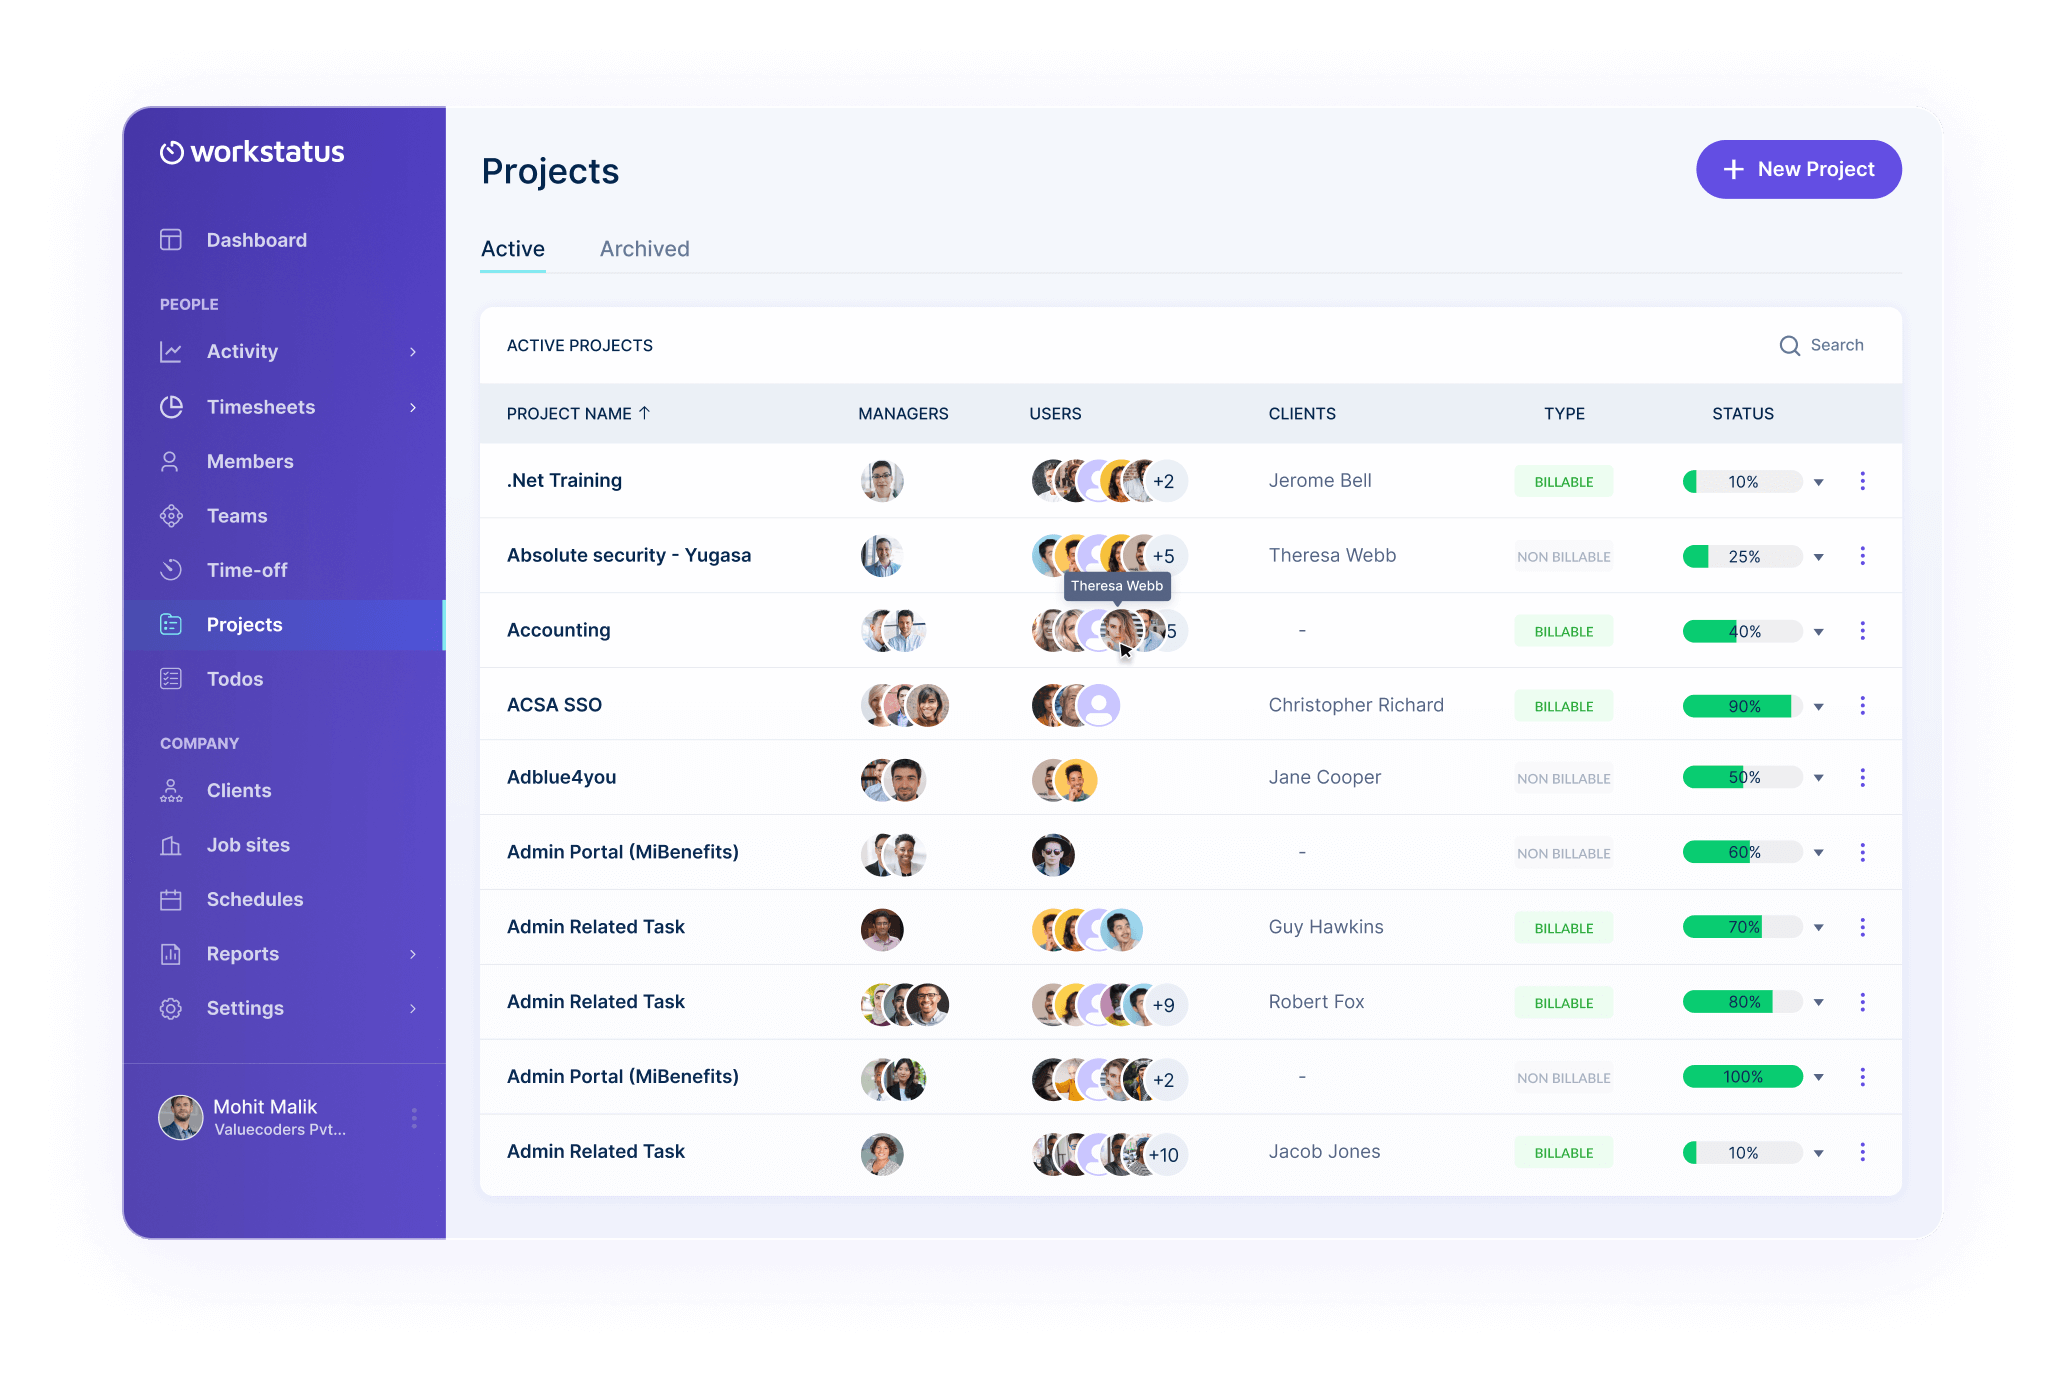 workstatus
Dashboard
PEOPLE
Activity
Timesheets
Members
Teams
Time-off
Projects
Todos
COMPANY
Clients
Job sites
Schedules
Reports
Settings
Mohit Malik
Valuecoders Pvt...
Projects
+ New Project
Active Archived
ACTIVE PROJECTS Search
PROJECT NAME ↑ MANAGERS USERS CLIENTS TYPE STATUS
.Net Training +2 Jerome Bell BILLABLE 10%
Absolute security - Yugasa +5 Theresa Webb NON BILLABLE 25%
Theresa Webb
Accounting 5 - BILLABLE 40%
ACSA SSO Christopher Richard BILLABLE 90%
Adblue4you Jane Cooper NON BILLABLE 50%
Admin Portal (MiBenefits) - NON BILLABLE 60%
Admin Related Task Guy Hawkins BILLABLE 70%
Admin Related Task +9 Robert Fox BILLABLE 80%
Admin Portal (MiBenefits) +2 - NON BILLABLE 100%
Admin Related Task +10 Jacob Jones BILLABLE 10%